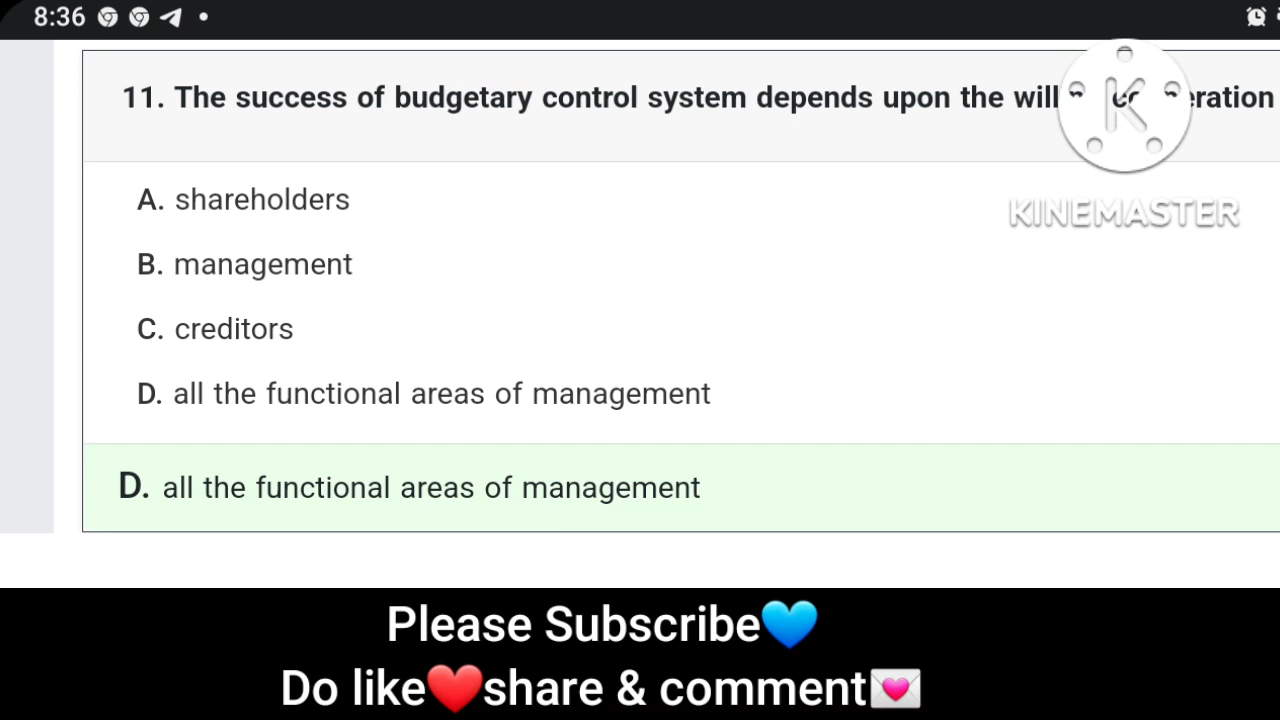 8:36
11. The success of budgetary control system depends upon the
A. shareholders
KINEMASTER
B. management
C. creditors
D. all the functional areas of management
D. all the functional areas of management
Please Subscribe💙
Do like❤️share & comment💌